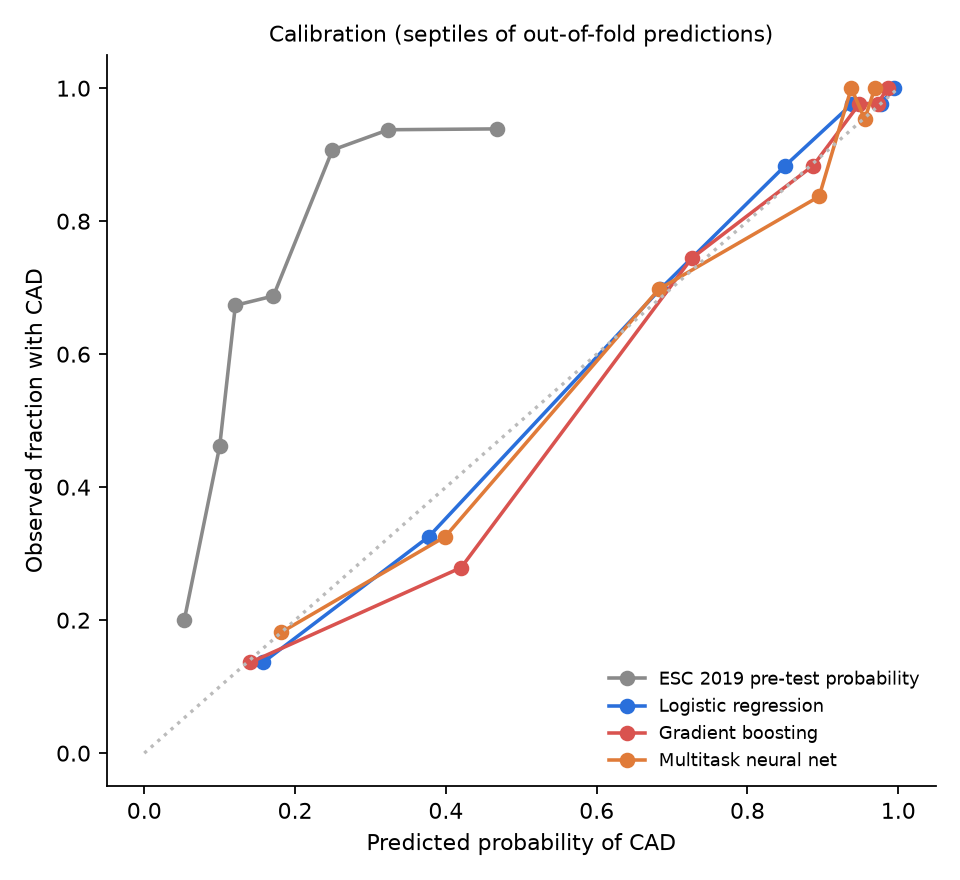 Calibration (septiles of out-of-fold predictions)
Observed fraction with CAD
1.0
0.8
0.6
0.4
0.2
0.0
ESC 2019 pre-test probability
Logistic regression
Gradient boosting
Multitask neural net
0.0 0.2 0.4 0.6 0.8 1.0
Predicted probability of CAD